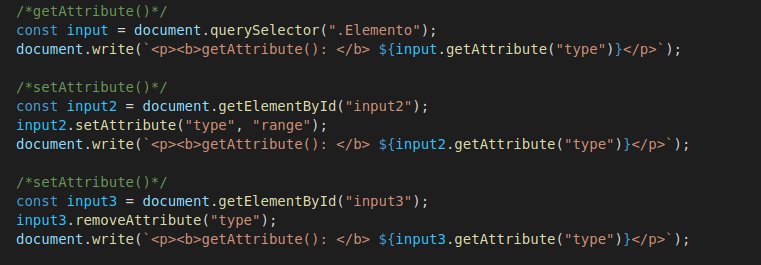 /*getAttribute()*/
const input = document.querySelector(".Elemento");
document.write(`<p><b>getAttribute(): </b> ${input.getAttribute("type")}</p>`);
/*setAttribute()*/
const input2 = document.getElementById("input2");
input2.setAttribute("type", "range");
document.write(`<p><b>getAttribute(): </b> ${input2.getAttribute("type")}</p>`);
/*setAttribute()*/
const input3 = document.getElementById("input3");
input3.removeAttribute("type");
document.write(`<p><b>getAttribute(): </b> ${input3.getAttribute("type")}</p>`);